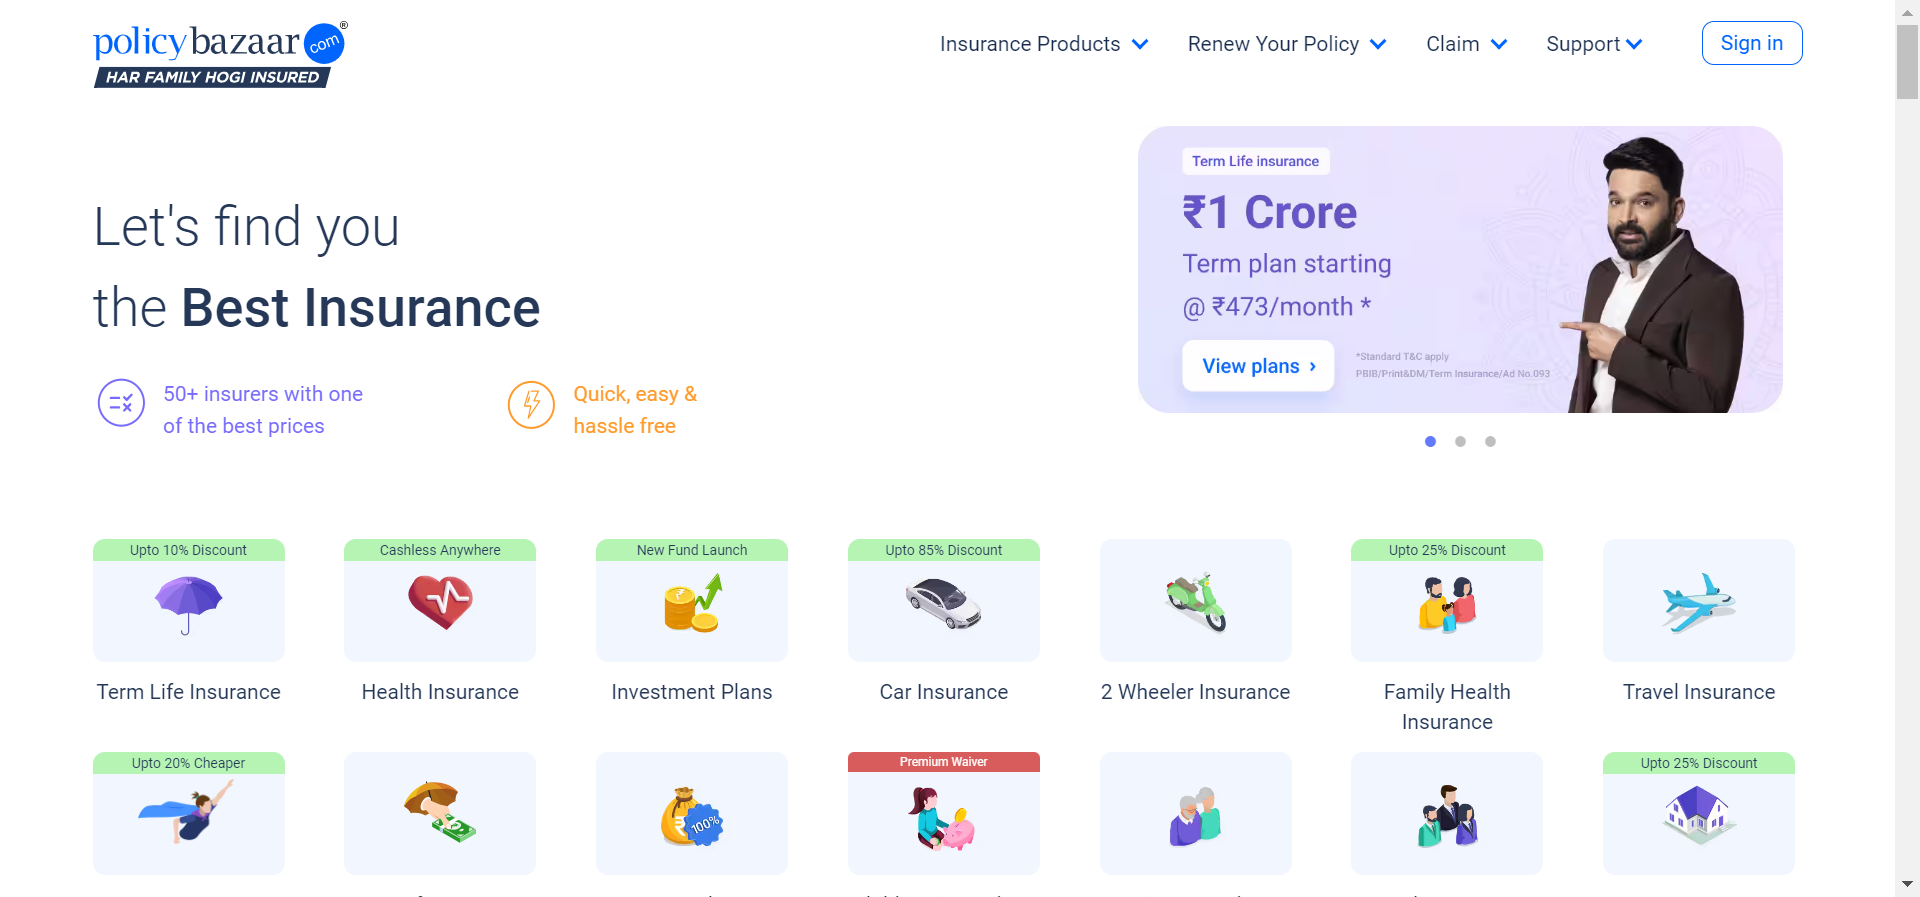 policybazaar com ®
HAR FAMILY HOGI INSURED
Insurance Products
Renew Your Policy
Claim
Support
Sign in
Let's find you
the Best Insurance
50+ insurers with one
of the best prices
Quick, easy &
hassle free
Term Life insurance
₹1 Crore
Term plan starting
@ ₹473/month *
View plans ›
*Standard T&C apply
PBIB/Print&DM/Term Insurance/Ad No.093
Upto 10% Discount
Term Life Insurance
Cashless Anywhere
Health Insurance
New Fund Launch
Investment Plans
Upto 85% Discount
Car Insurance
2 Wheeler Insurance
Upto 25% Discount
Family Health
Insurance
Travel Insurance
Upto 20% Cheaper
₹
100%
Premium Waiver
Upto 25% Discount